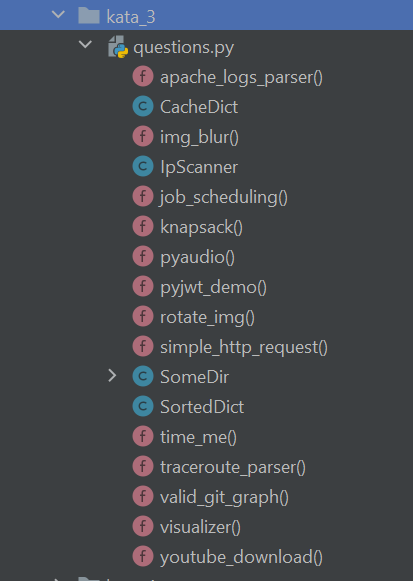 kata_3
questions.py
apache_logs_parser()
CacheDict
img_blur()
IpScanner
job_scheduling()
knapsack()
pyaudio()
pyjwt_demo()
rotate_img()
simple_http_request()
SomeDir
SortedDict
time_me()
traceroute_parser()
valid_git_graph()
visualizer()
youtube_download()